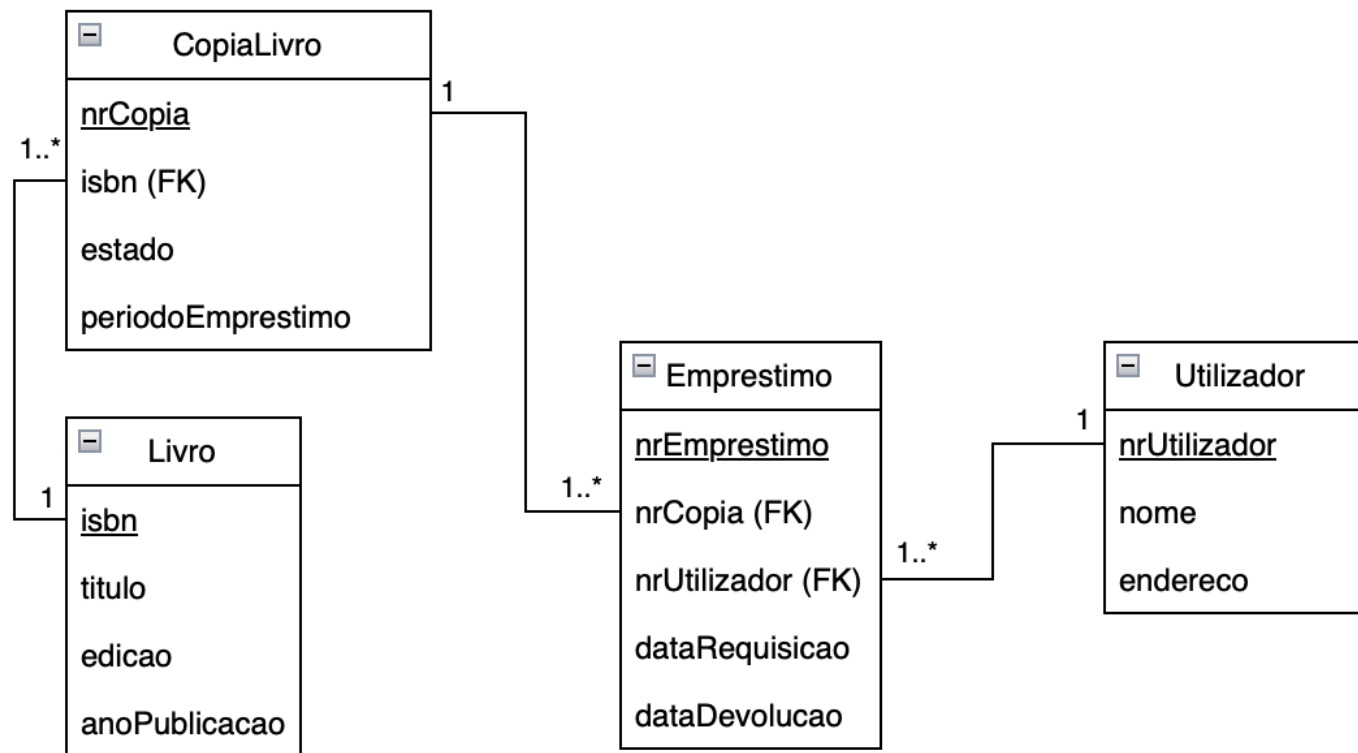 CopiaLivro
nrCopia
isbn (FK)
estado
periodoEmprestimo
1
1..*
Livro
isbn
titulo
edicao
anoPublicacao
1
Emprestimo
nrEmprestimo
nrCopia (FK)
nrUtilizador (FK)
dataRequisicao
dataDevolucao
1..*
1..*
Utilizador
nrUtilizador
nome
endereco
1